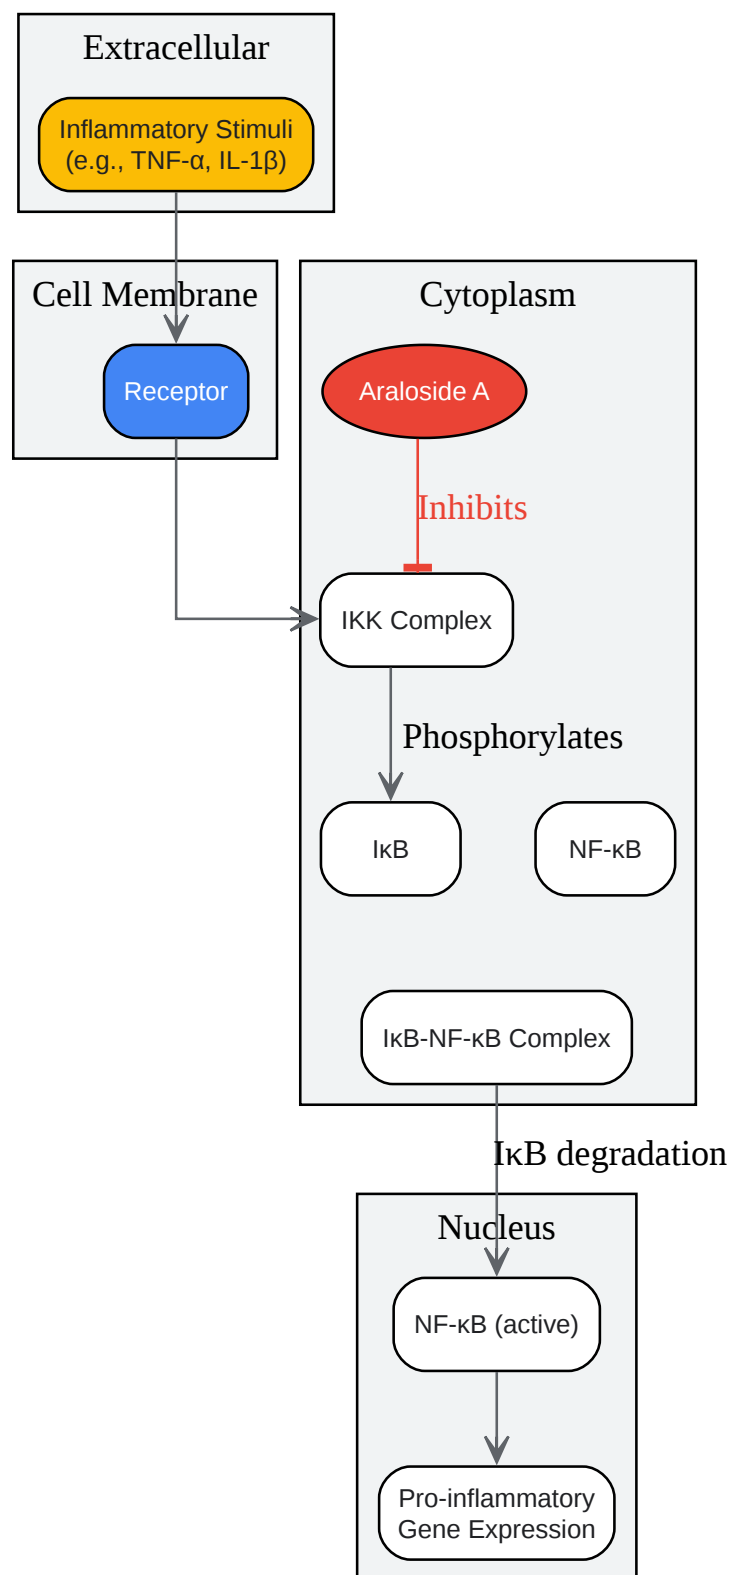 Extracellular
Inflammatory Stimuli
(e.g., TNF-α, IL-1β)
Cell Membrane
Receptor
Cytoplasm
Araloside A
Inhibits
IKK Complex
Phosphorylates
IκB
NF-κB
IκB-NF-κB Complex
IκB degradation
Nucleus
NF-κB (active)
Pro-inflammatory
Gene Expression